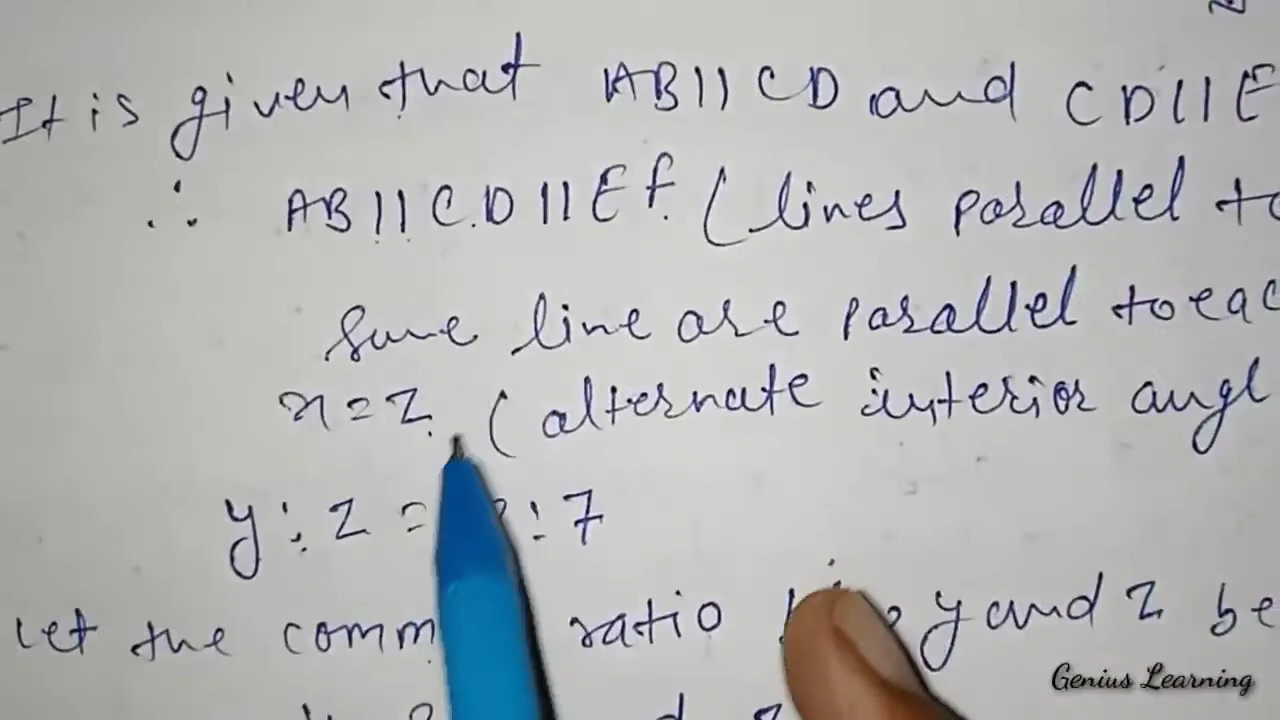 It is given that AB||CD and CD||E
∴ AB||CD||EF (lines parallel to
same line are parallel to eac
x=z (alternate interior angl
y:z = :7
Let the comm ratio y and z be
Genius Learning